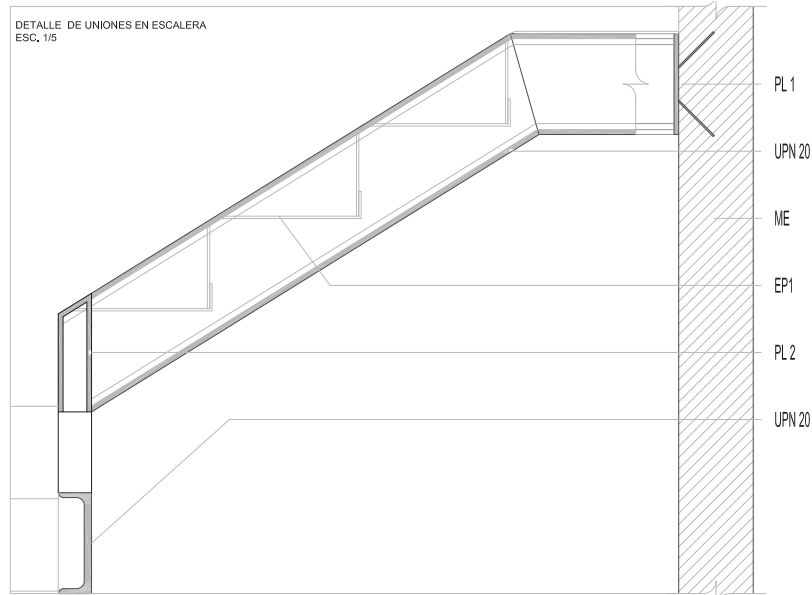 DETALLE DE UNIONES EN ESCALERA
ESC. 1/5
PL 1
UPN 20
ME
EP1
PL 2
UPN 20